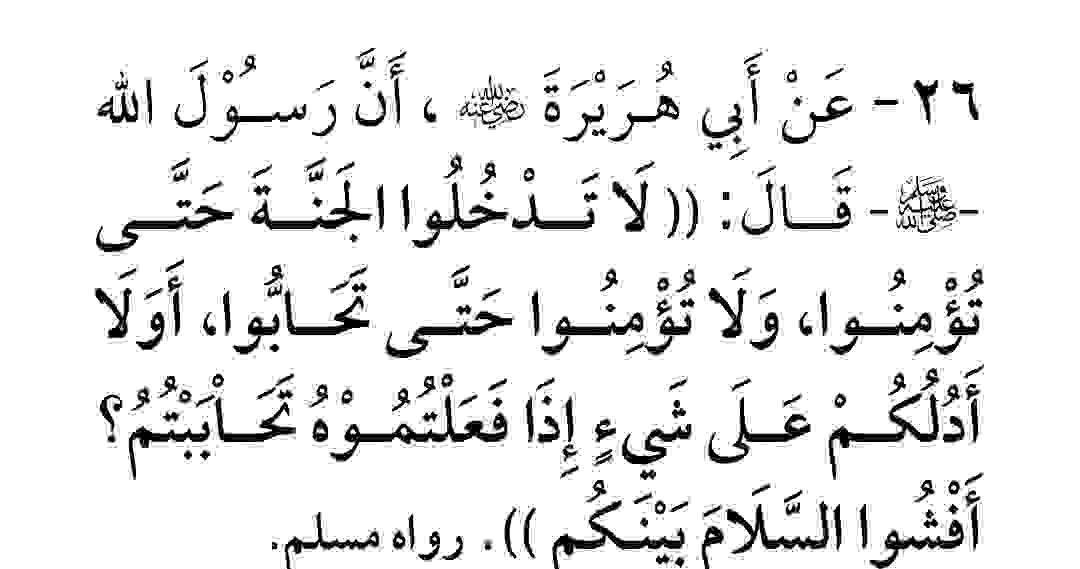 ٢٦ - عَنْ أَبِي هُرَيْرَةَ رضي الله عنه ، أَنَّ رَسُوْلَ الله
-ﷺ- قَالَ: (( لَا تَدْخُلُوا الجَنَّةَ حَتَّى
تُؤْمِنُوا، وَلَا تُؤْمِنُوا حَتَّى تَحَابُّوا، أَوَلَا
أَدُلُكُمْ عَلَى شَيءٍ إِذَا فَعَلْتُمُوْهُ تَحَاْبَبْتُمُ؟
أَفْشُوا السَّلَامَ بَيْنَكُم )). رواه مسلم.